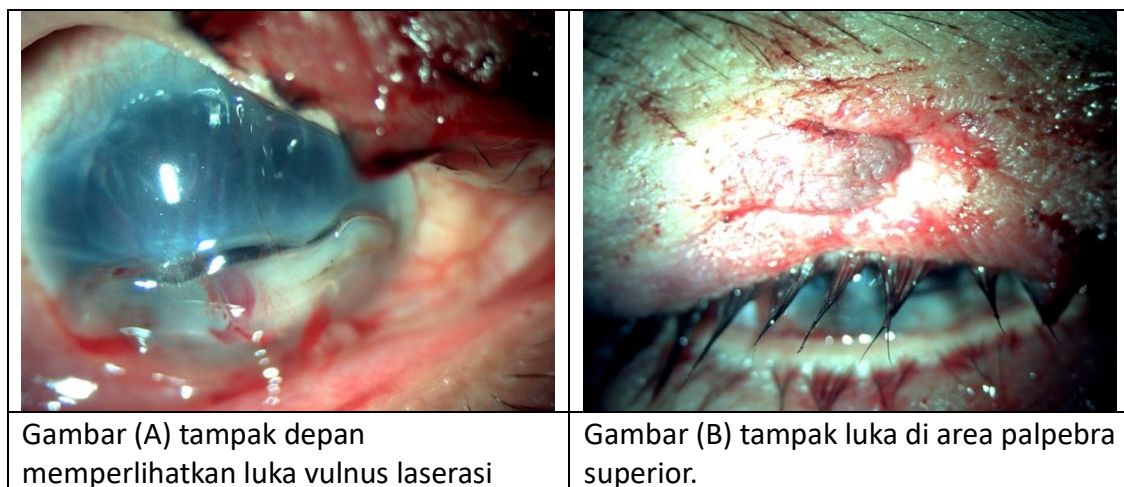 Gambar (A) tampak depan
memperlihatkan luka vulnus laserasi
Gambar (B) tampak luka di area palpebra
superior.